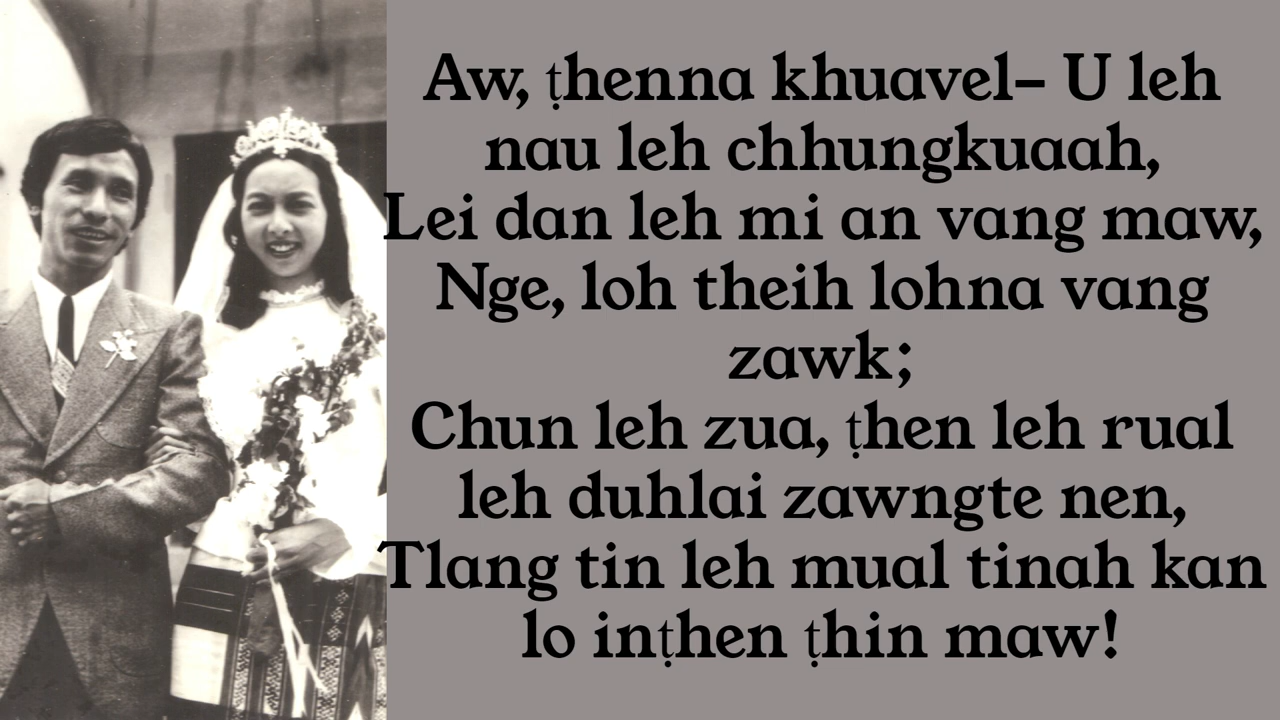 Aw, ṭhenna khuavel– U leh
nau leh chhungkuaah,
Lei dan leh mi an vang maw,
Nge, loh theih lohna vang
zawk;
Chun leh zua, ṭhen leh rual
leh duhlai zawngte nen,
Tlang tin leh mual tinah kan
lo inṭhen ṭhin maw!